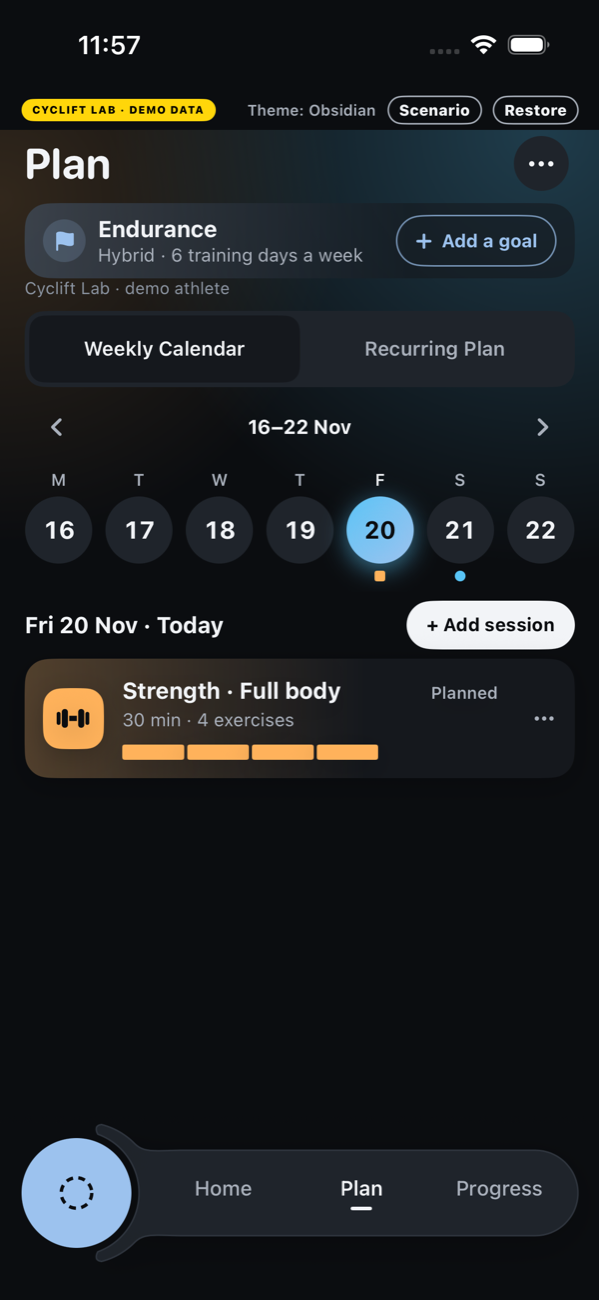 11:57
CYCLIFT LAB · DEMO DATA Theme: Obsidian Scenario Restore
Plan
Endurance
Hybrid · 6 training days a week
+ Add a goal
Cyclift Lab · demo athlete
Weekly Calendar Recurring Plan
16–22 Nov
M T W T F S S
16 17 18 19 20 21 22
Fri 20 Nov · Today + Add session
Strength · Full body Planned
30 min · 4 exercises
Home Plan Progress